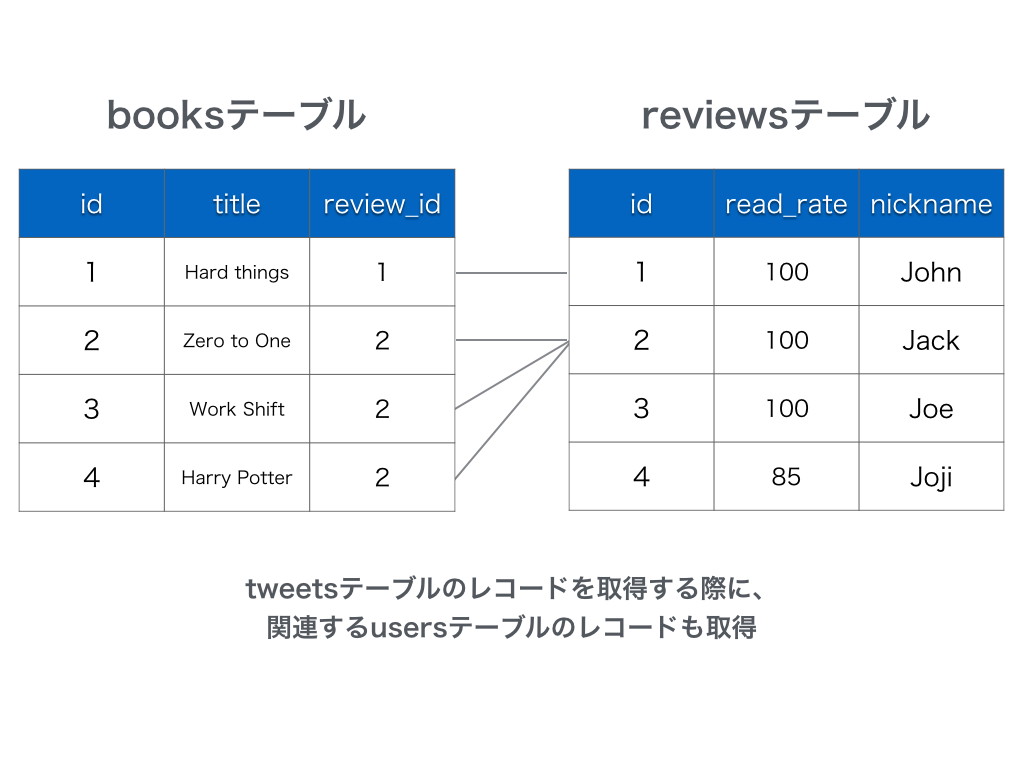 booksテーブル
reviewsテーブル
id title review_id
1 Hard things 1
2 Zero to One 2
3 Work Shift 2
4 Harry Potter 2
id read_rate nickname
1 100 John
2 100 Jack
3 100 Joe
4 85 Joji
tweetsテーブルのレコードを取得する際に、
関連するusersテーブルのレコードも取得